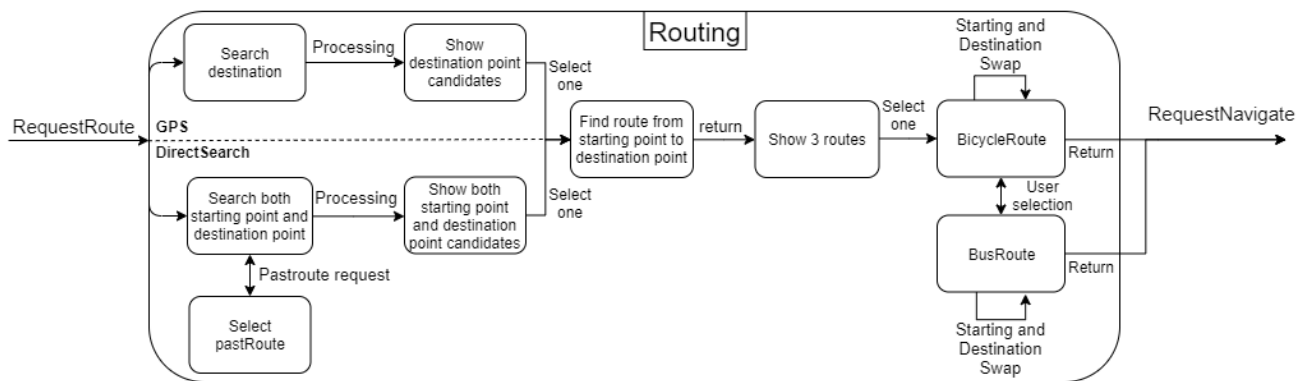 Routing
RequestRoute
GPS
DirectSearch
Search
destination
Processing
Show
destination point
candidates
Select
one
Search both
starting point and
destination point
Processing
Show both
starting point
and destination
point candidates
Select
one
Pastroute request
Select
pastRoute
Find route from
starting point to
destination point
return
Show 3 routes
Select
one
Starting and
Destination
Swap
BicycleRoute
Return
User
selection
BusRoute
Return
Starting and
Destination
Swap
RequestNavigate